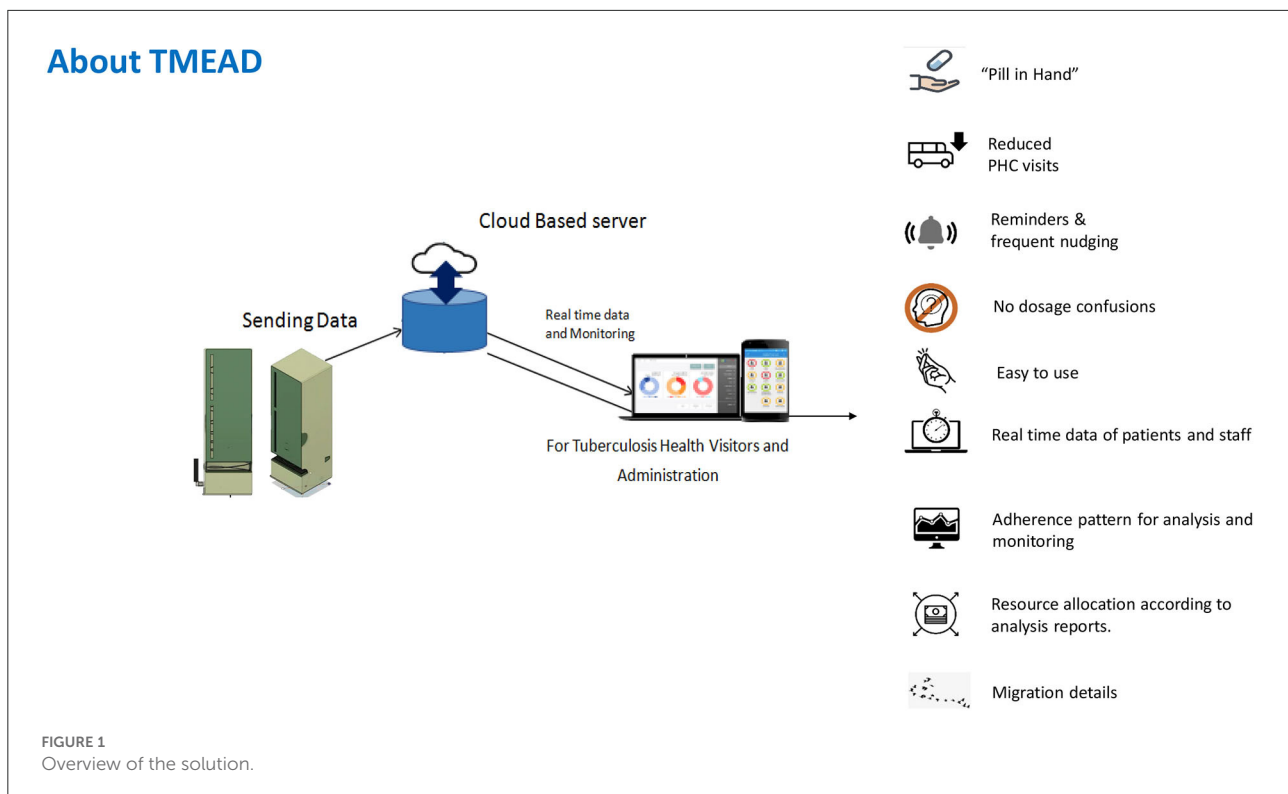 About TMEAD
"Pill in Hand"
Reduced
PHC visits
Reminders &
frequent nudging
No dosage confusions
Easy to use
Real time data of patients and staff
Adherence pattern for analysis and
monitoring
Resource allocation according to
analysis reports.
Migration details
Cloud Based server
Sending Data
Real time data
and Monitoring
For Tuberculosis Health Visitors and
Administration
FIGURE 1
Overview of the solution.